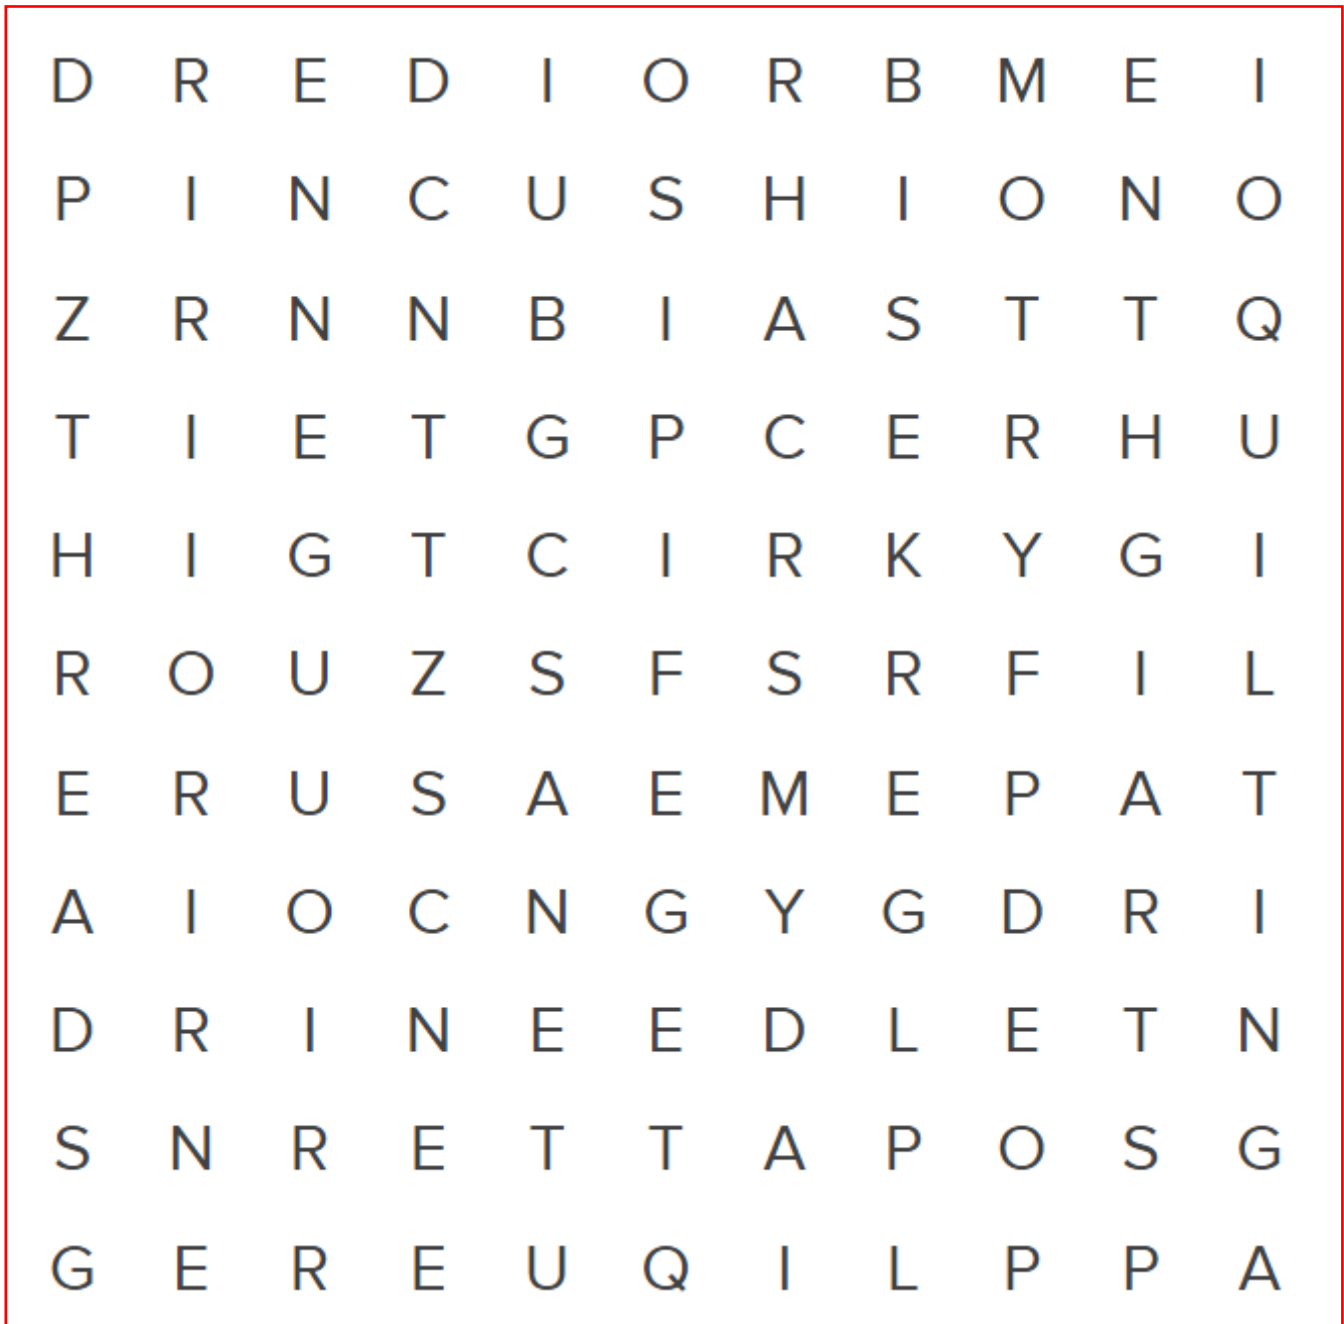 D R E D I O R B M E I
P I N C U S H I O N O
Z R N N B I A S T T Q
T I E T G P C E R H U
H I G T C I R K Y G I
R O U Z S F S R F I L
E R U S A E M E P A T
A I O C N G Y G D R I
D R I N E E D L E T N
S N R E T T A P O S G
G E R E U Q I L P P A